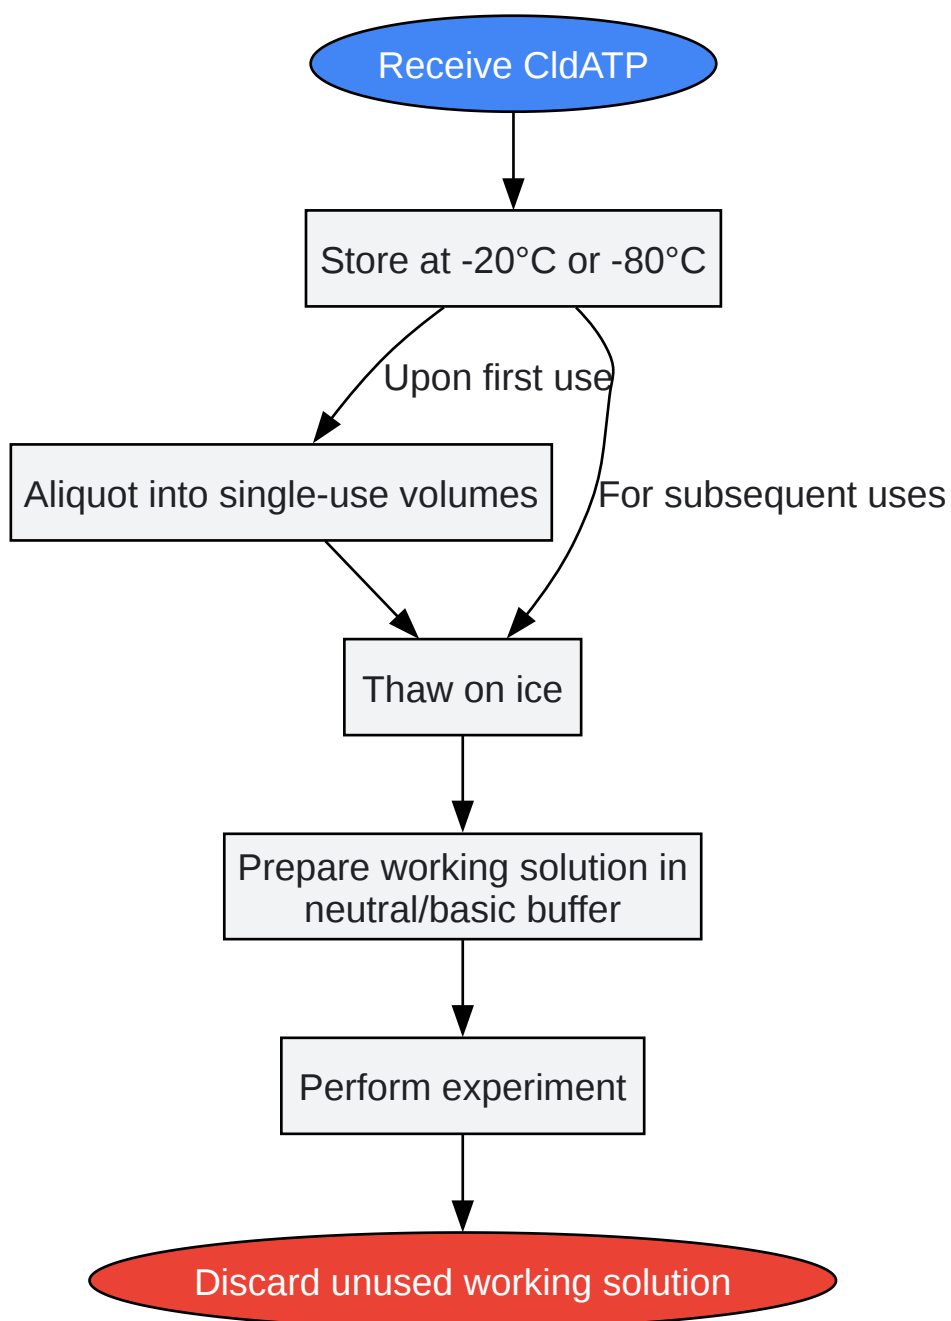 Receive CldATP
Store at -20°C or -80°C
Upon first use
Aliquot into single-use volumes
For subsequent uses
Thaw on ice
Prepare working solution in
neutral/basic buffer
Perform experiment
Discard unused working solution